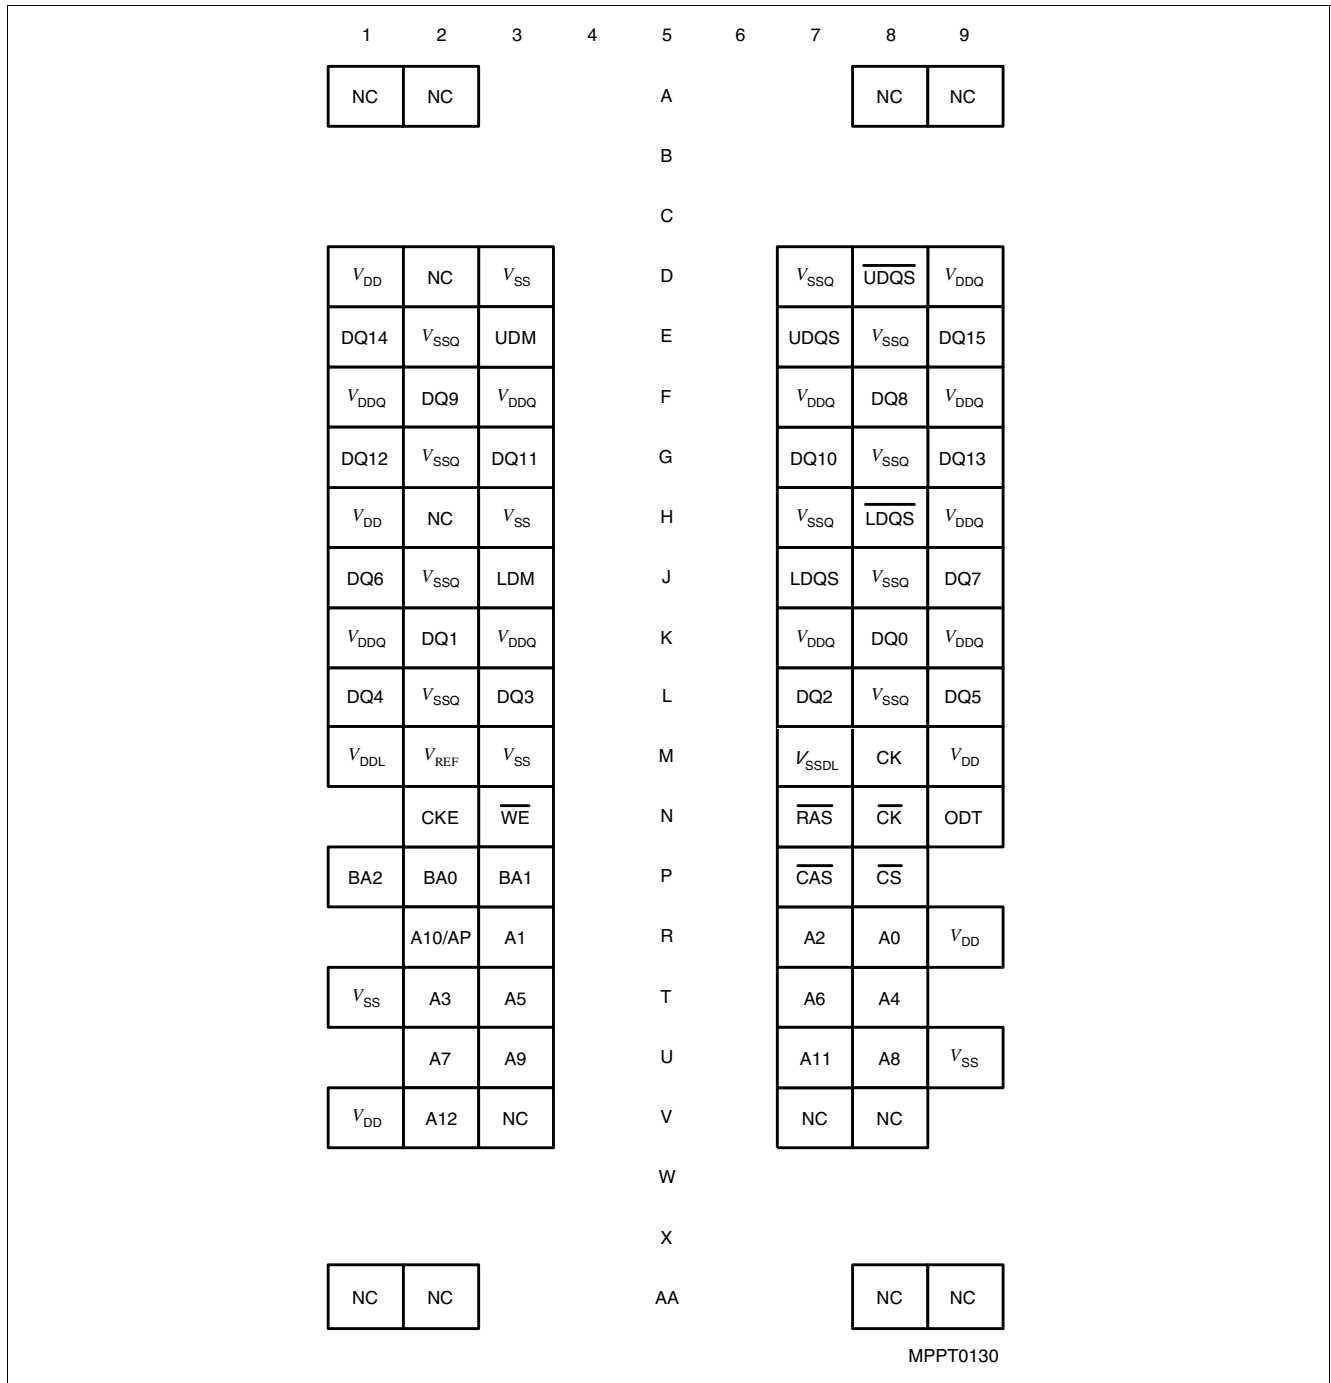 1 2 3 4 5 6 7 8 9
NC NC A NC NC
B
C
VDD NC VSS D VSSQ UDQS VDDQ
DQ14 VSSQ UDM E UDQS VSSQ DQ15
VDDQ DQ9 VDDQ F VDDQ DQ8 VDDQ
DQ12 VSSQ DQ11 G DQ10 VSSQ DQ13
VDD NC VSS H VSSQ LDQS VDDQ
DQ6 VSSQ LDM J LDQS VSSQ DQ7
VDDQ DQ1 VDDQ K VDDQ DQ0 VDDQ
DQ4 VSSQ DQ3 L DQ2 VSSQ DQ5
VDDL VREF VSS M VSSDL CK VDD
CKE WE N RAS CK ODT
BA2 BA0 BA1 P CAS CS
A10/AP A1 R A2 A0 VDD
VSS A3 A5 T A6 A4
A7 A9 U A11 A8 VSS
VDD A12 NC V NC NC
W
X
NC NC AA NC NC
MPPT0130